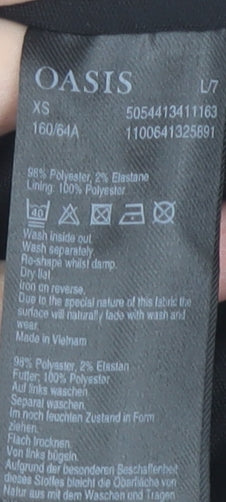 OASIS L/7
XS 5054413411163
160/64A 1100641325891
98% Polyester, 2% Elastane
Lining: 100% Polyester
40
Wash inside out.
Wash separately
Re-shape whilst damp.
Dry flat
Iron on reverse.
Due to the special nature of this fabric the
surface will naturally fade with wash and
wear.
Made in Vietnam
98% Polyester, 2% Elastan
Futter: 100% Polyester
Auf links waschen
Separat waschen.
Im noch feuchten Zustand in Form
ziehen.
Flach trocknen.
Von links bügeln.
Aufgrund der besonderen Beschaffenheit
dieses Stoffes bleicht die Oberfläche von
Natur aus mit dem Waschen und Tragen